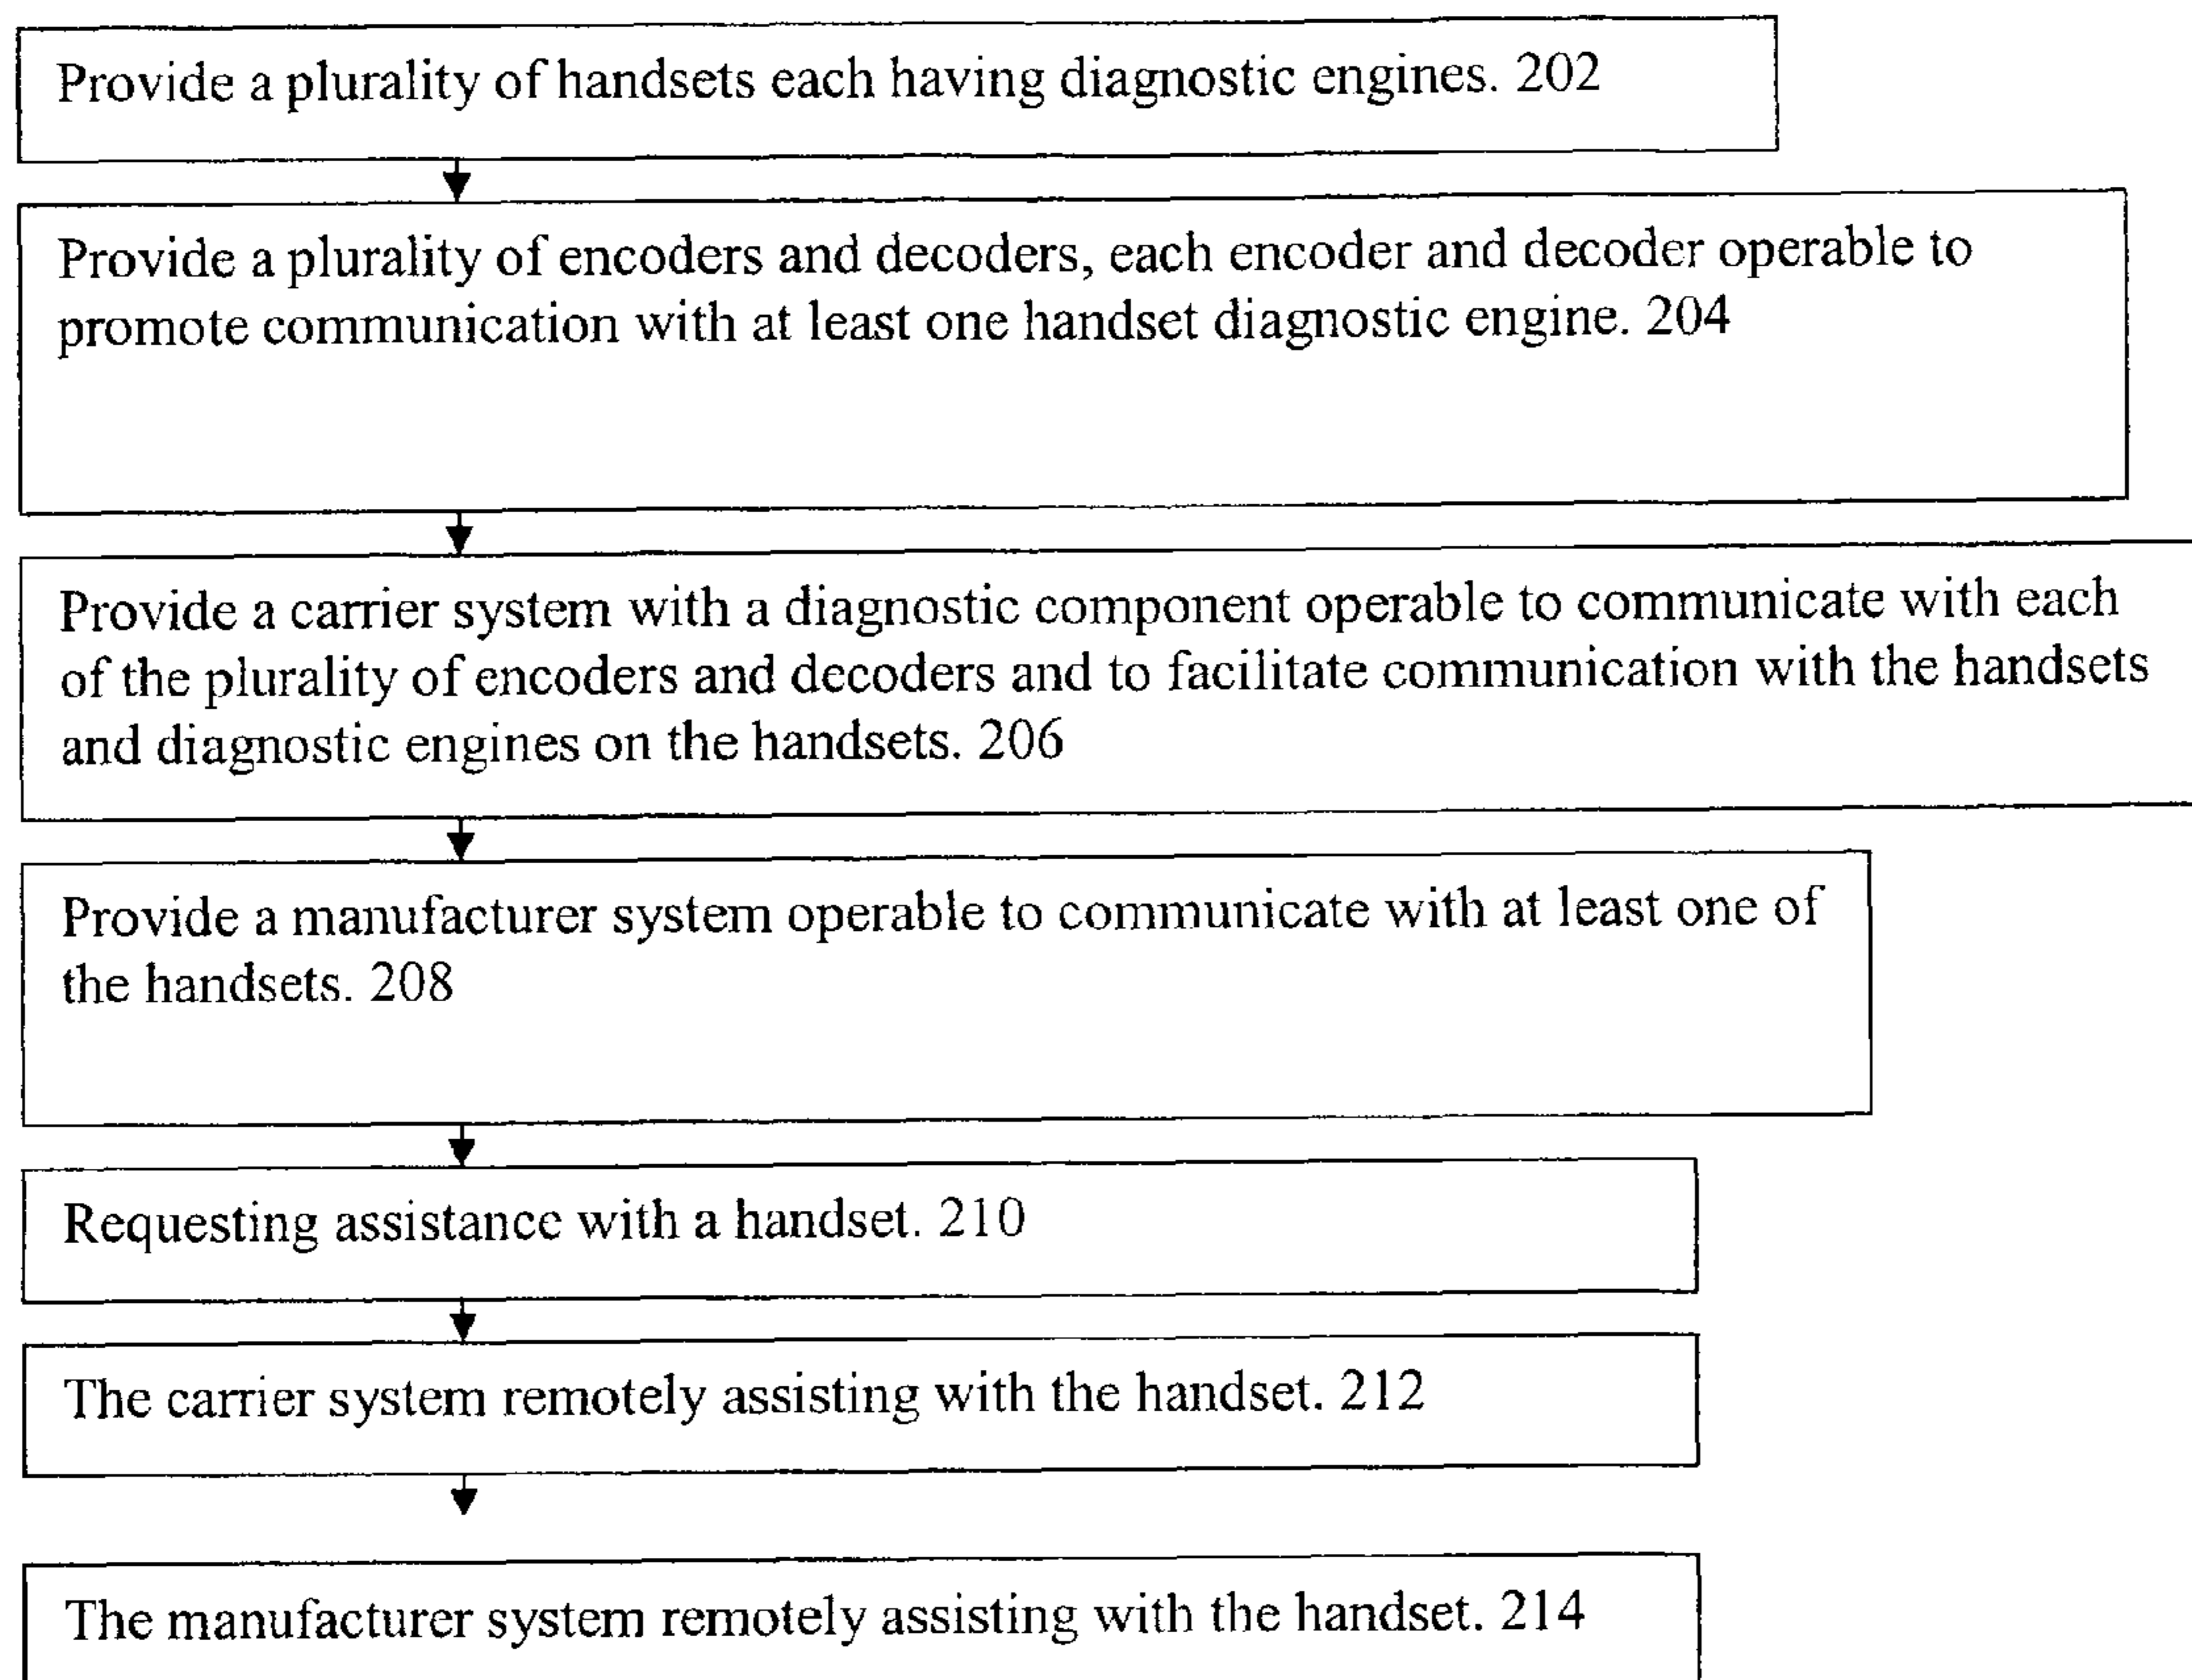 Provide a plurality of handsets each having diagnostic engines. 202
Provide a plurality of encoders and decoders, each encoder and decoder operable to
promote communication with at least one handset diagnostic engine. 204
Provide a carrier system with a diagnostic component operable to communicate with each
of the plurality of encoders and decoders and to facilitate communication with the handsets
and diagnostic engines on the handsets. 206
Provide a manufacturer system operable to communicate with at least one of
the handsets. 208
Requesting assistance with a handset. 210
The carrier system remotely assisting with the handset. 212
The manufacturer system remotely assisting with the handset. 214